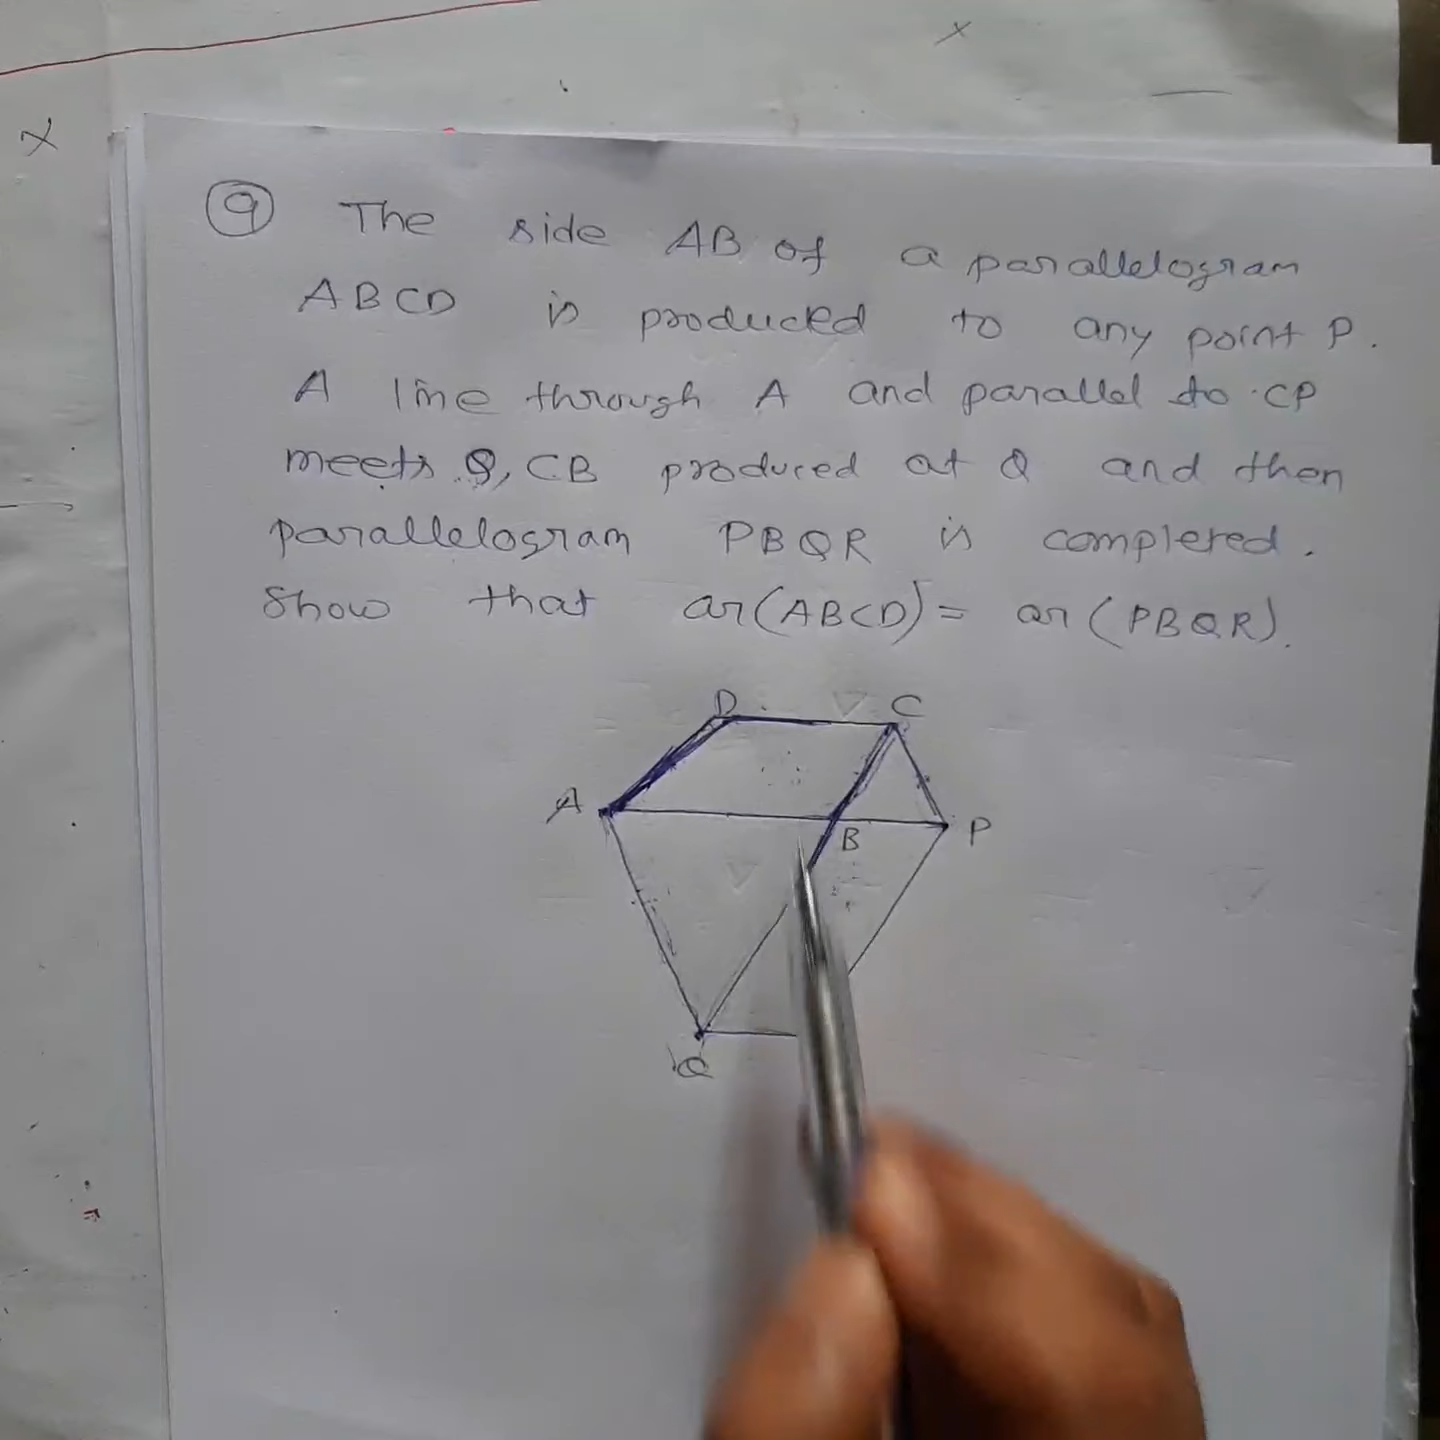 9 The side AB of a parallelogram
ABCD is produced to any point P.
A line through A and parallel to CP
meets Q, CB produced at Q and then
parallelogram PBQR is completed.
Show that ar(ABCD) = ar(PBQR).
D C
A B P
Q